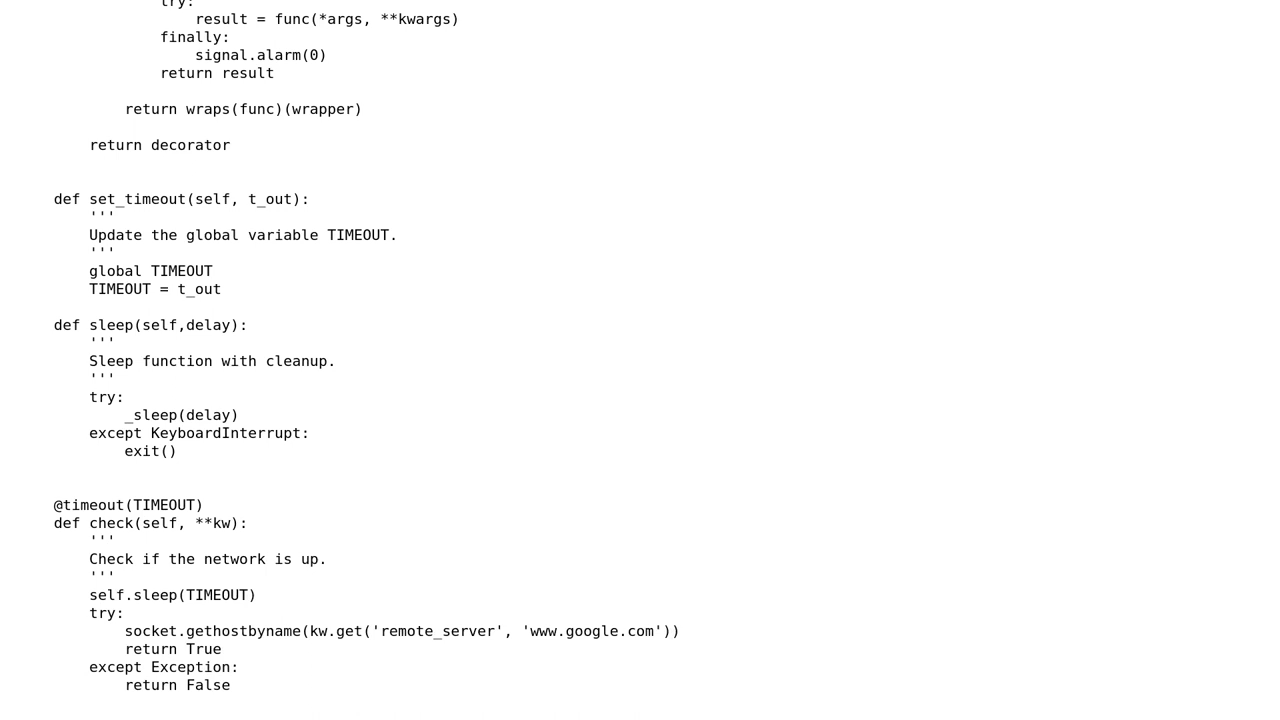 try:
                result = func(*args, **kwargs)
            finally:
                signal.alarm(0)
            return result

        return wraps(func)(wrapper)

    return decorator


def set_timeout(self, t_out):
    '''
    Update the global variable TIMEOUT.
    '''
    global TIMEOUT
    TIMEOUT = t_out

def sleep(self,delay):
    '''
    Sleep function with cleanup.
    '''
    try:
        _sleep(delay)
    except KeyboardInterrupt:
        exit()


@timeout(TIMEOUT)
def check(self, **kw):
    '''
    Check if the network is up.
    '''
    self.sleep(TIMEOUT)
    try:
        socket.gethostbyname(kw.get('remote_server', 'www.google.com'))
        return True
    except Exception:
        return False